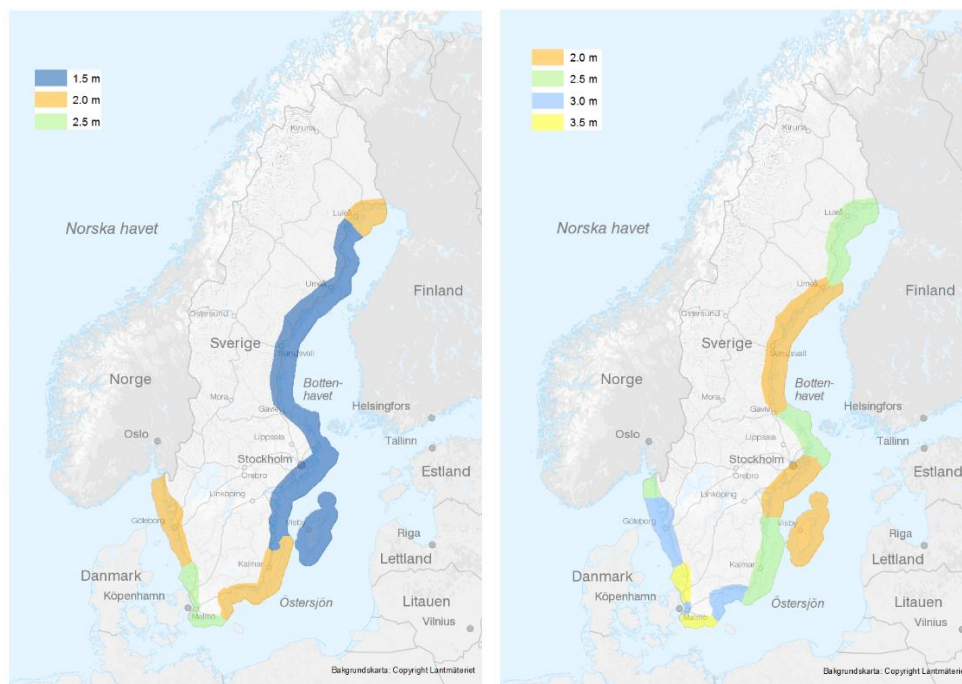 1.5 m
2.0 m
2.5 m
Kiruna
Luleå
Norska havet
Umeå
Finland
Östersund
Sverige
Sundsvall
Norge
Botten-
havet
Mora
Gävle
Helsingfors
Oslo
Uppsala
Tallinn
Stockholm
Örebro
Estland
Linköping
Göteborg
Visby
Riga
Lettland
Kalmar
Danmark
Köpenhamn
Östersjön
Litauen
Malmö
Vilnius
Bakgrundskarta: Copyright Lantmäteriet
2.0 m
2.5 m
3.0 m
3.5 m
Kiruna
Luleå
Norska havet
Umeå
Finland
Östersund
Sverige
Sundsvall
Norge
Botten-
havet
Mora
Gävle
Helsingfors
Oslo
Uppsala
Tallinn
Stockholm
Örebro
Estland
Linköping
Göteborg
Visby
Riga
Lettland
Kalmar
Danmark
Köpenhamn
Östersjön
Litauen
Malmö
Vilnius
Bakgrundskarta: Copyright Lantmäteriet